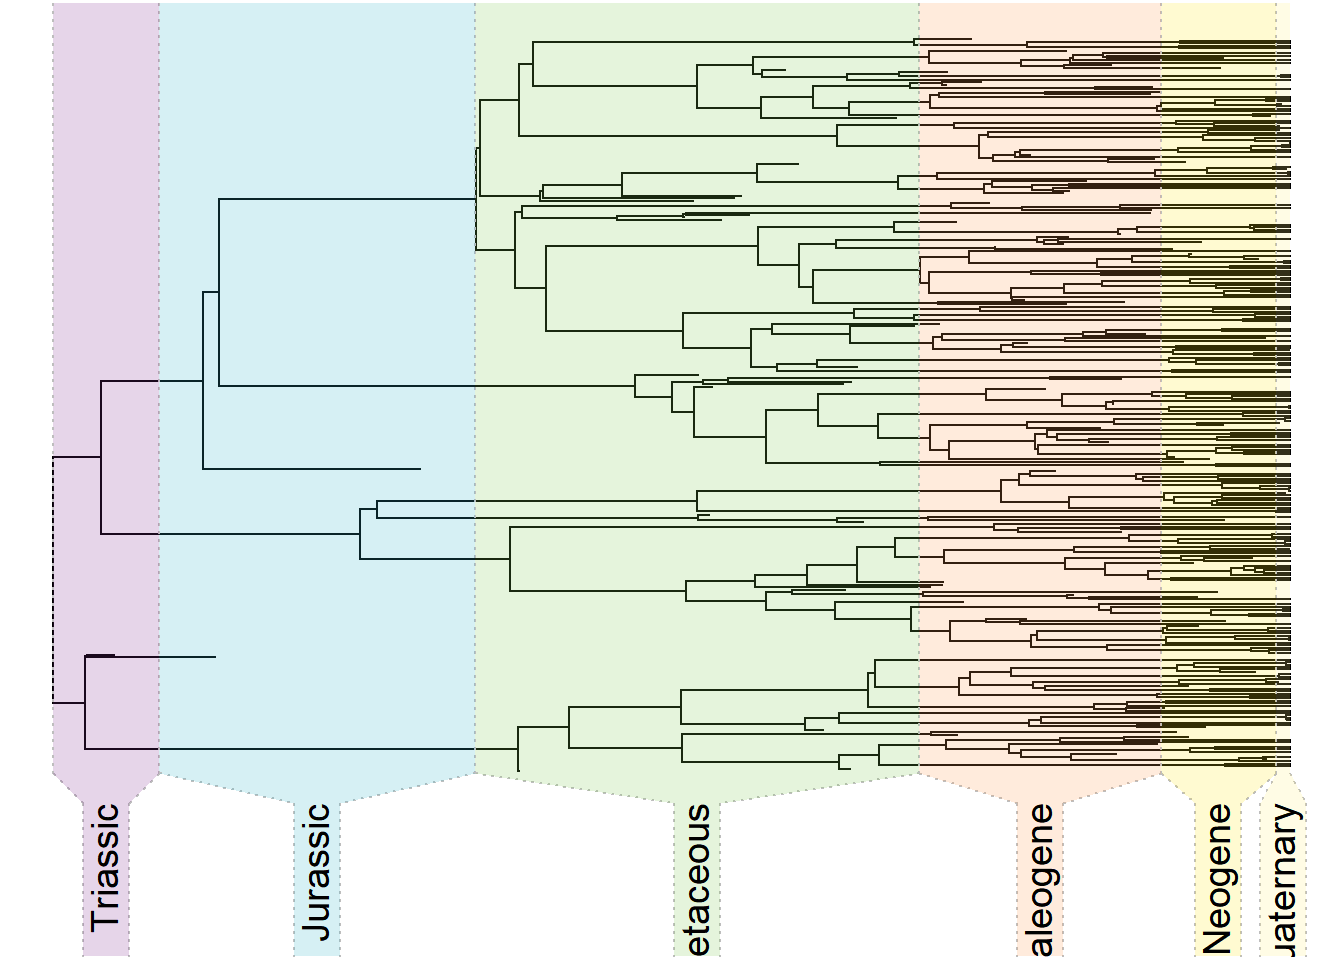 Triassic
Jurassic
etaceous
aleogene
Neogene
uaternary